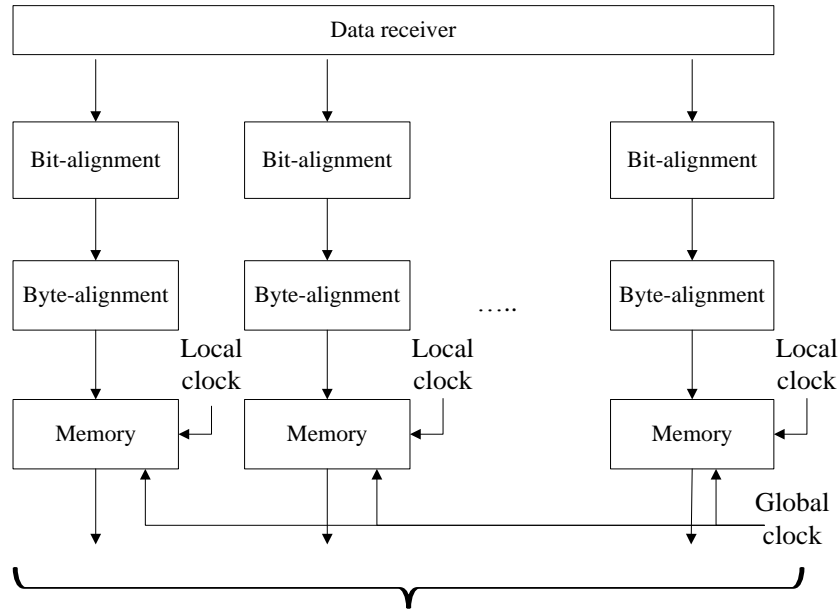 Data receiver
Bit-alignment
Bit-alignment
Bit-alignment
Byte-alignment
Byte-alignment
…..
Byte-alignment
Local
clock
Local
clock
Local
clock
Memory
Memory
Memory
Global
clock